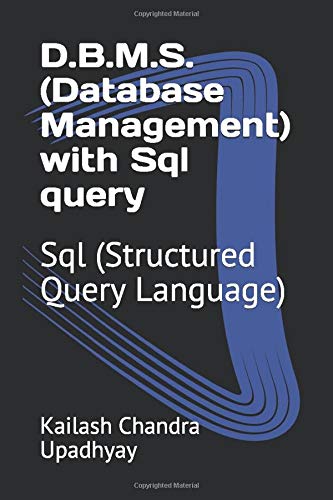 Copyrighted Material
D.B.M.S.
(Database
Management)
with Sql
query
Sql (Structured
Query Language)
Kailash Chandra
Upadhyay
Copyrighted Material